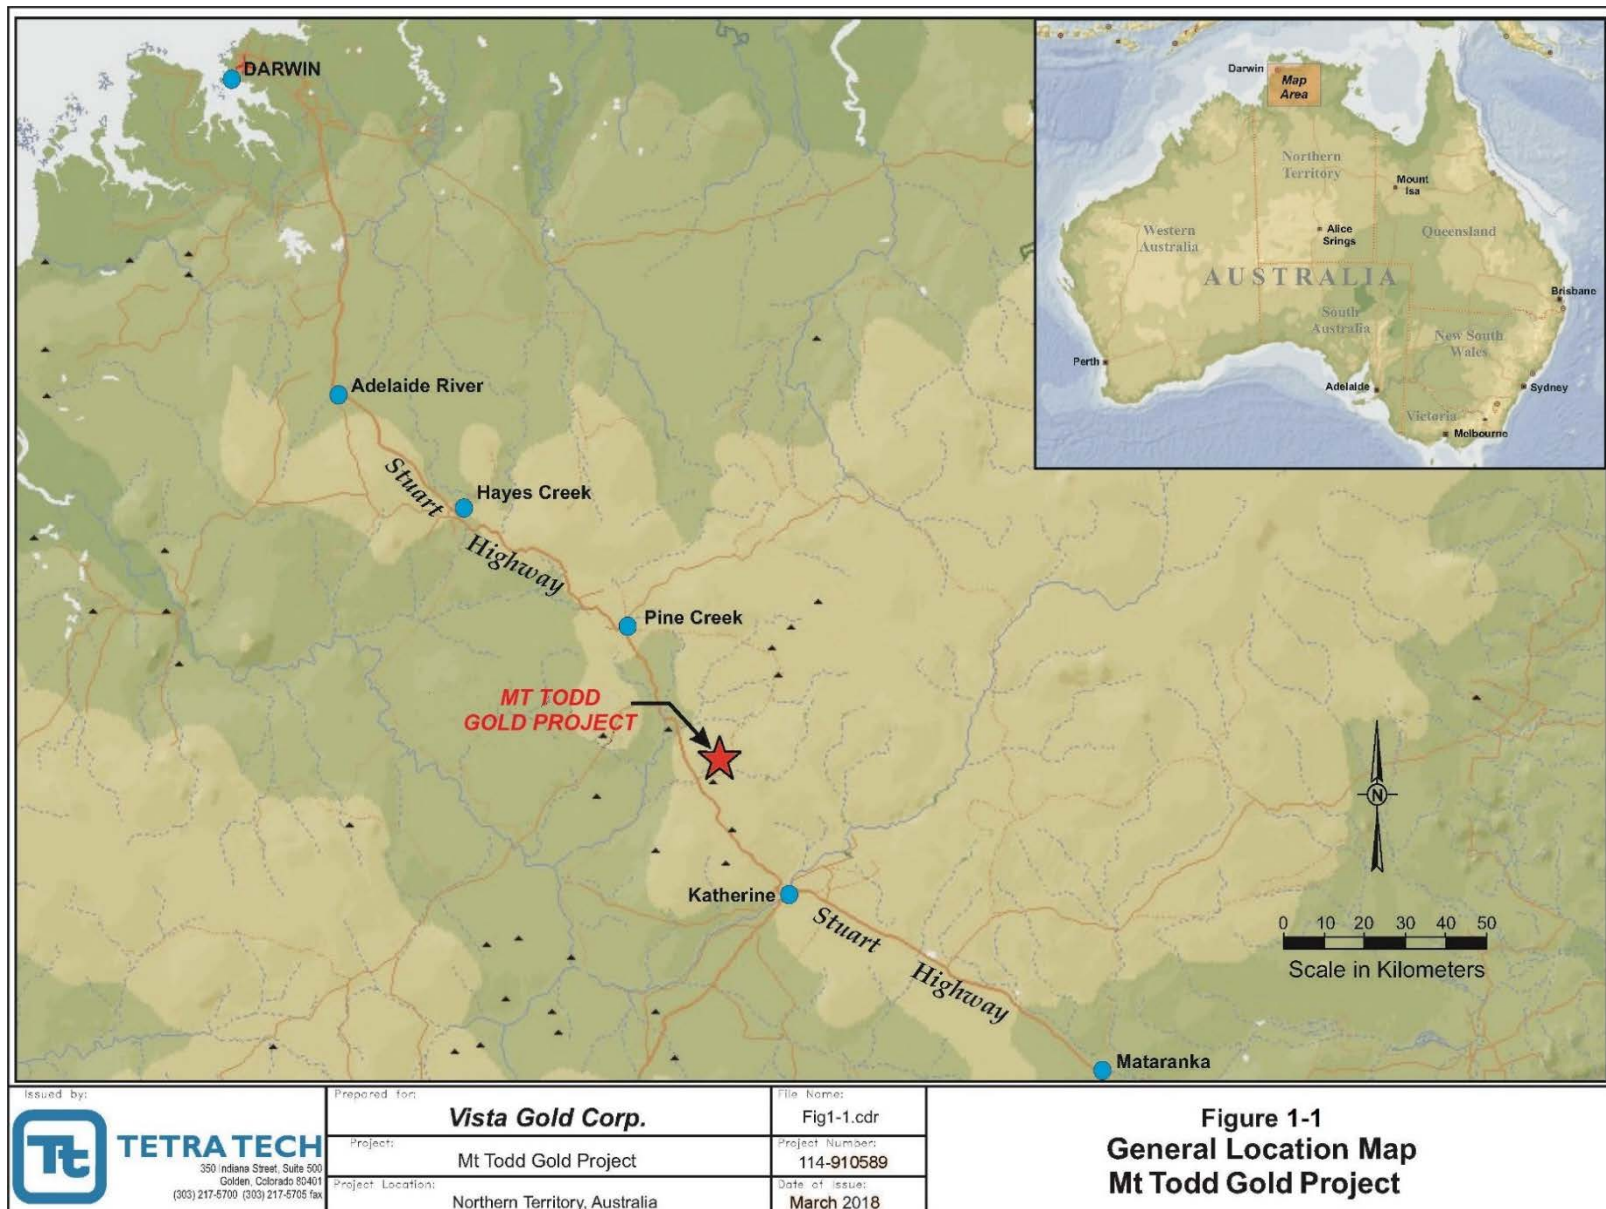 DARWIN
Adelaide River
Stuart
Highway
Hayes Creek
Pine Creek
MT TODD
GOLD PROJECT
Katherine
Stuart
Highway
Mataranka
Darwin
Map
Area
Northern
Territory
Mount
Isa
Western
Australia
Alice
Srings
Queensland
AUSTRALIA
Brisbane
South
Australia
New South
Wales
Perth
Adelaide
Sydney
Victoria
Melbourne
N
0 10 20 30 40 50
Scale in Kilometers
Issued by:
Tt
TETRA TECH
350 Indiana Street, Suite 500
Golden, Colorado 80401
(303) 217-5700 (303) 217-5705 fax
Prepared for:
Vista Gold Corp.
Project:
Mt Todd Gold Project
Project Location:
Northern Territory, Australia
File Name:
Fig1-1.cdr
Project Number:
114-910589
Date of Issue:
March 2018
Figure 1-1
General Location Map
Mt Todd Gold Project